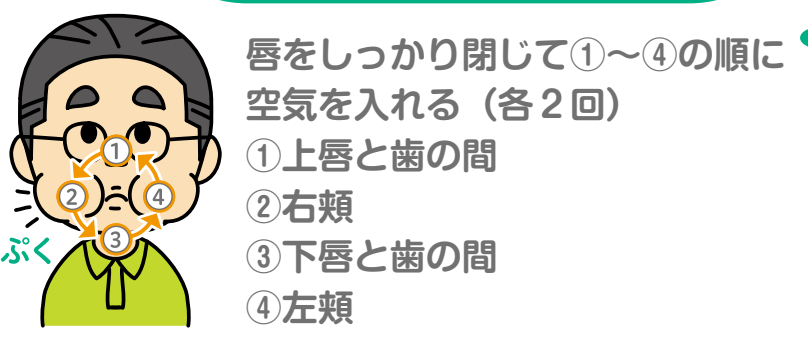 唇をしっかり閉じて①〜④の順に
空気を入れる（各２回）
①上唇と歯の間
②右頬
③下唇と歯の間
④左頬
①
②
④
③
ぷく